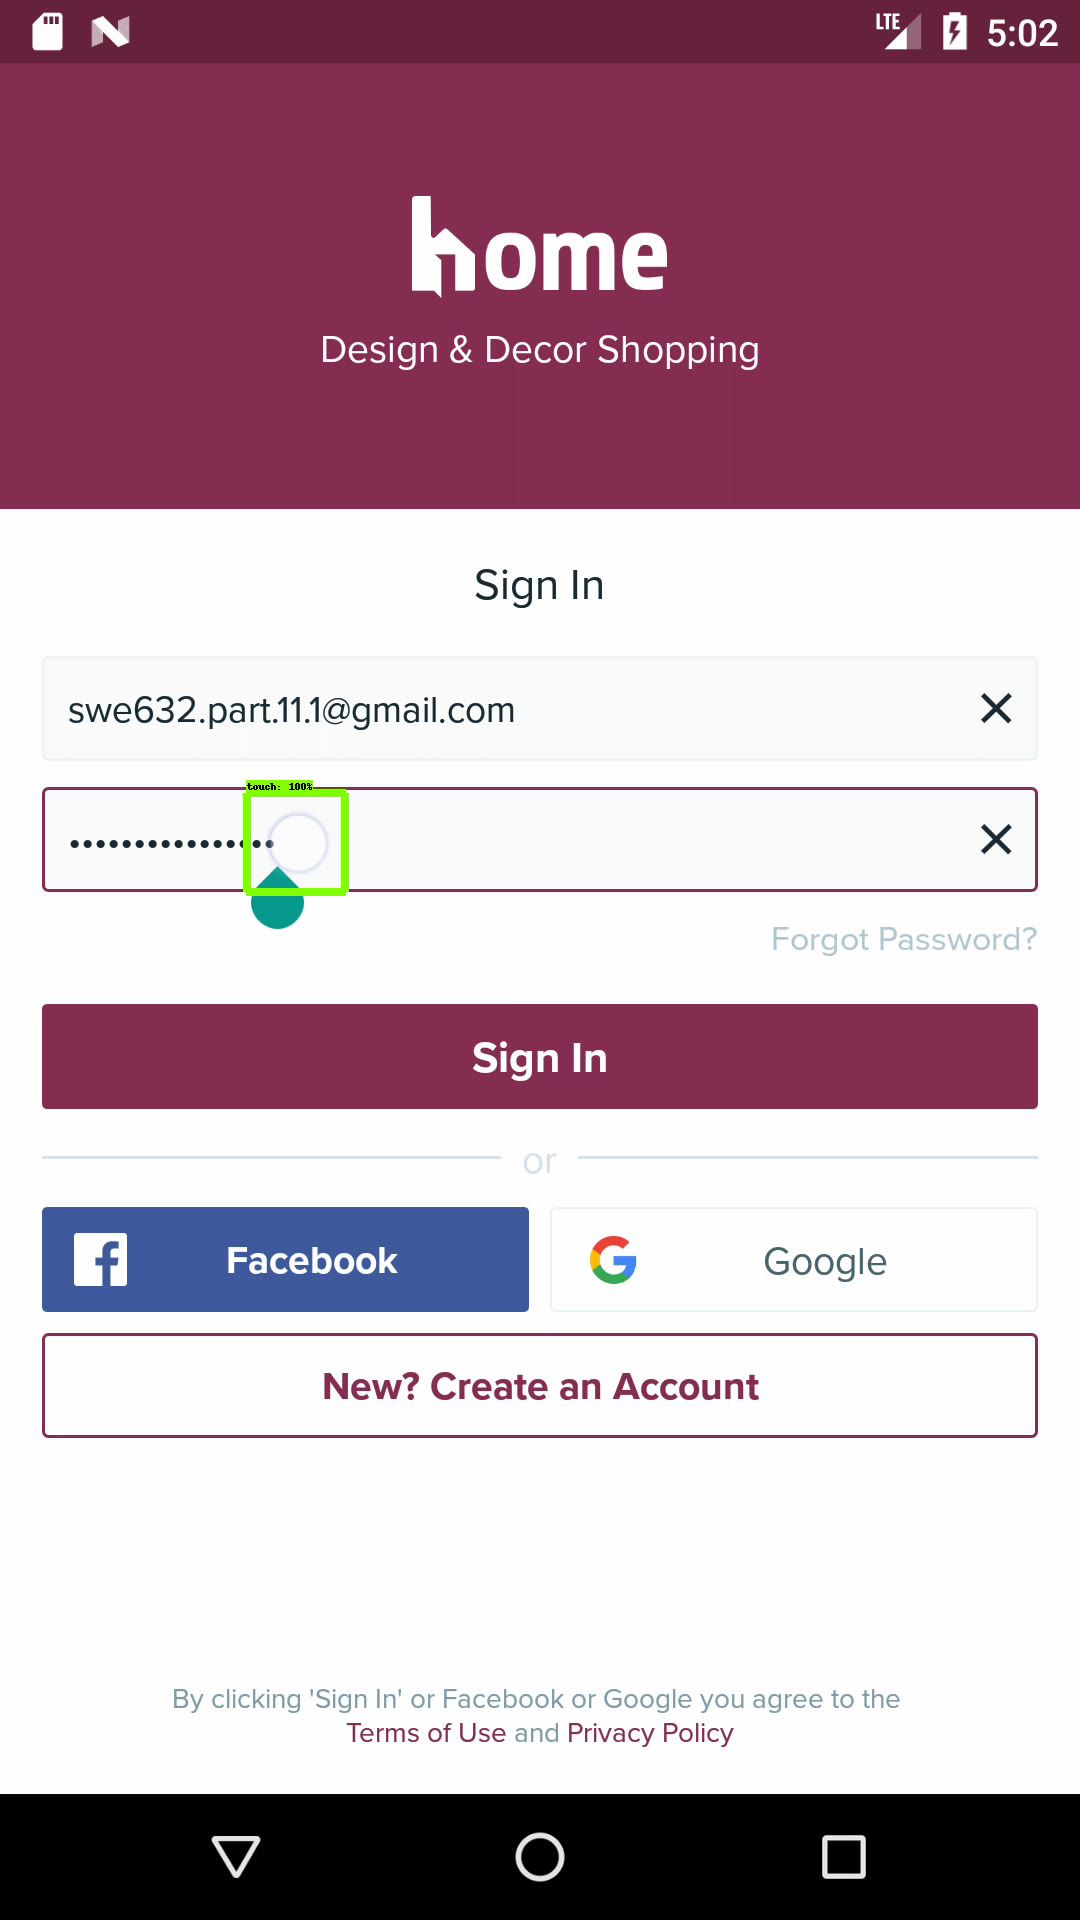 LTE 5:02
home
Design & Decor Shopping
Sign In
swe632.part.11.1@gmail.com
touch: 100%
••••••••••••••••
Forgot Password?
Sign In
or
Facebook
Google
New? Create an Account
By clicking 'Sign In' or Facebook or Google you agree to the
Terms of Use and Privacy Policy